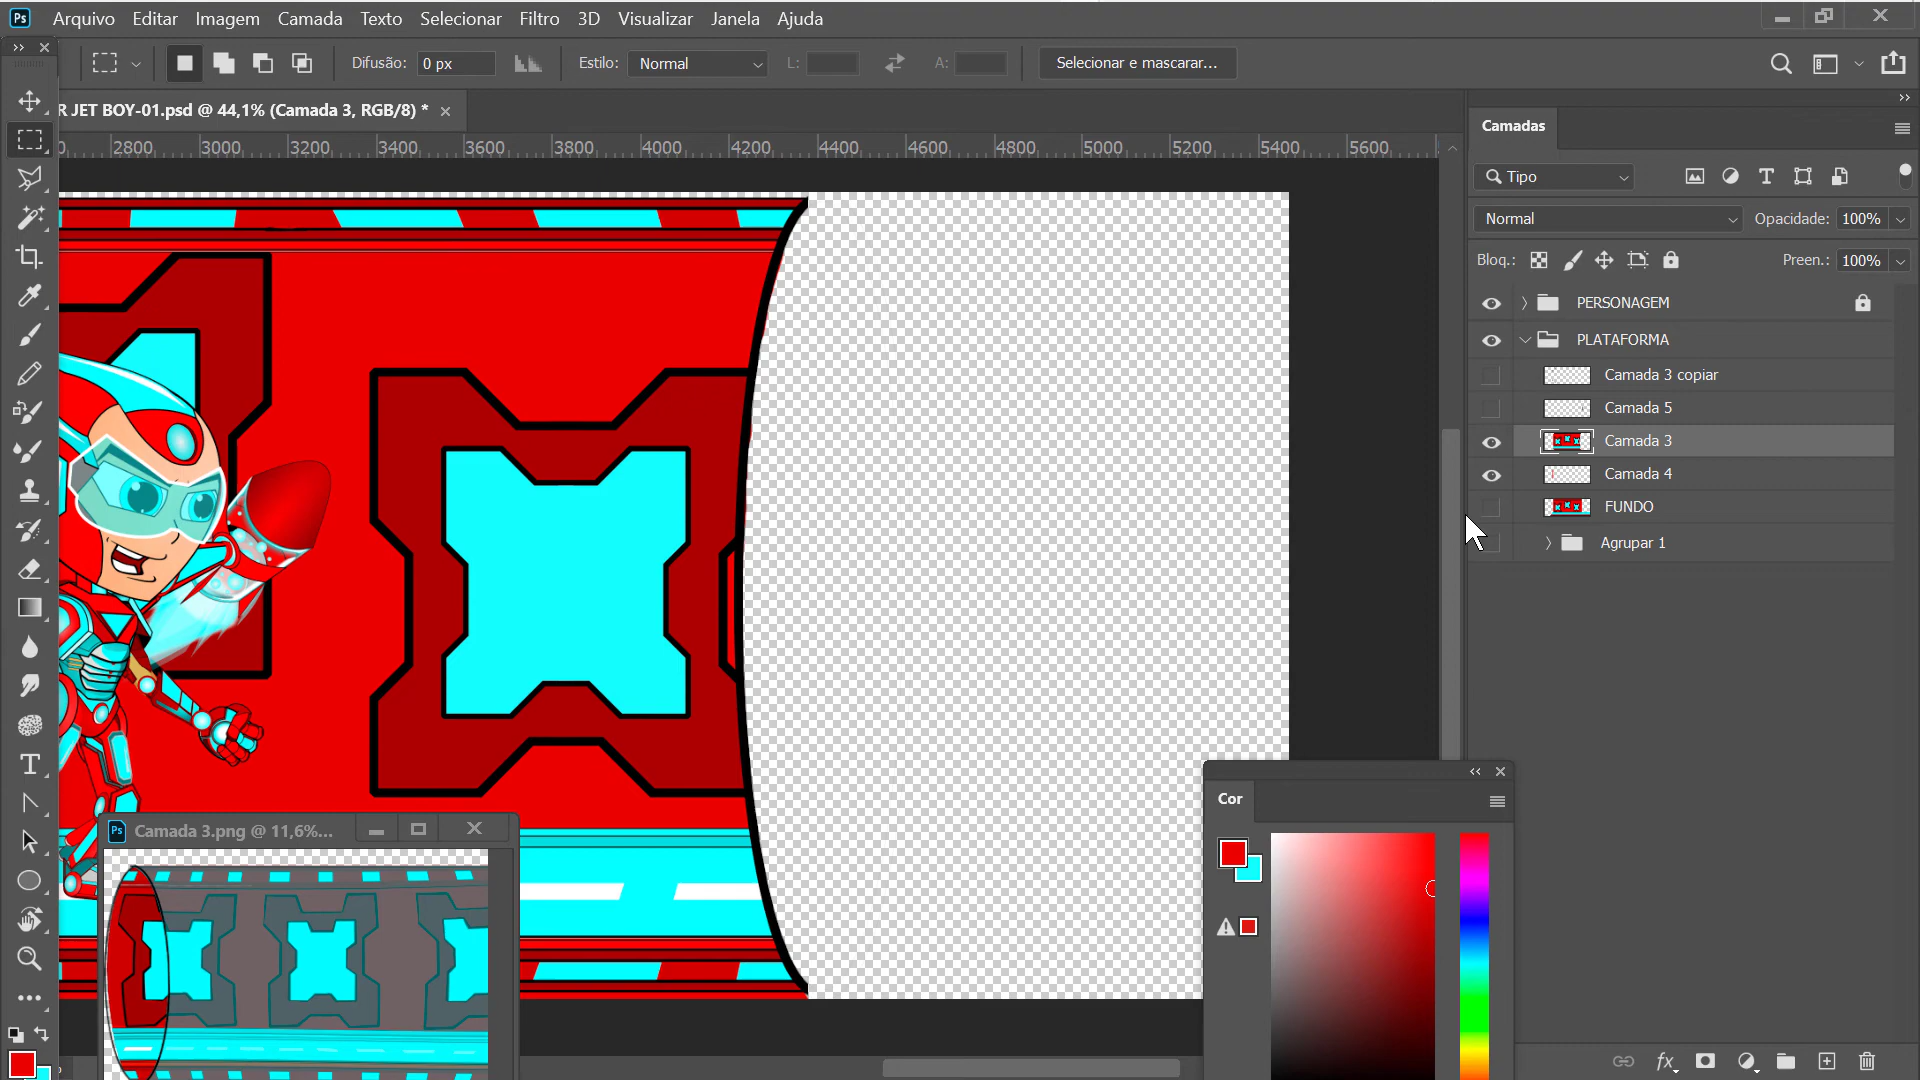 Ps Arquivo Editar Imagem Camada Texto Selecionar Filtro 3D Visualizar Janela Ajuda
Difusão: 0 px Estilo: Normal L: A: Selecionar e mascarar...
R JET BOY-01.psd @ 44,1% (Camada 3, RGB/8) *
0 2800 3000 3200 3400 3600 3800 4000 4200 4400 4600 4800 5000 5200 5400 5600
Camadas
Tipo
Normal Opacidade: 100%
Bloq.: Preen.: 100%
PERSONAGEM
PLATAFORMA
Camada 3 copiar
Camada 5
Camada 3
Camada 4
FUNDO
Agrupar 1
Cor
Ps Camada 3.png @ 11,6%...
fx